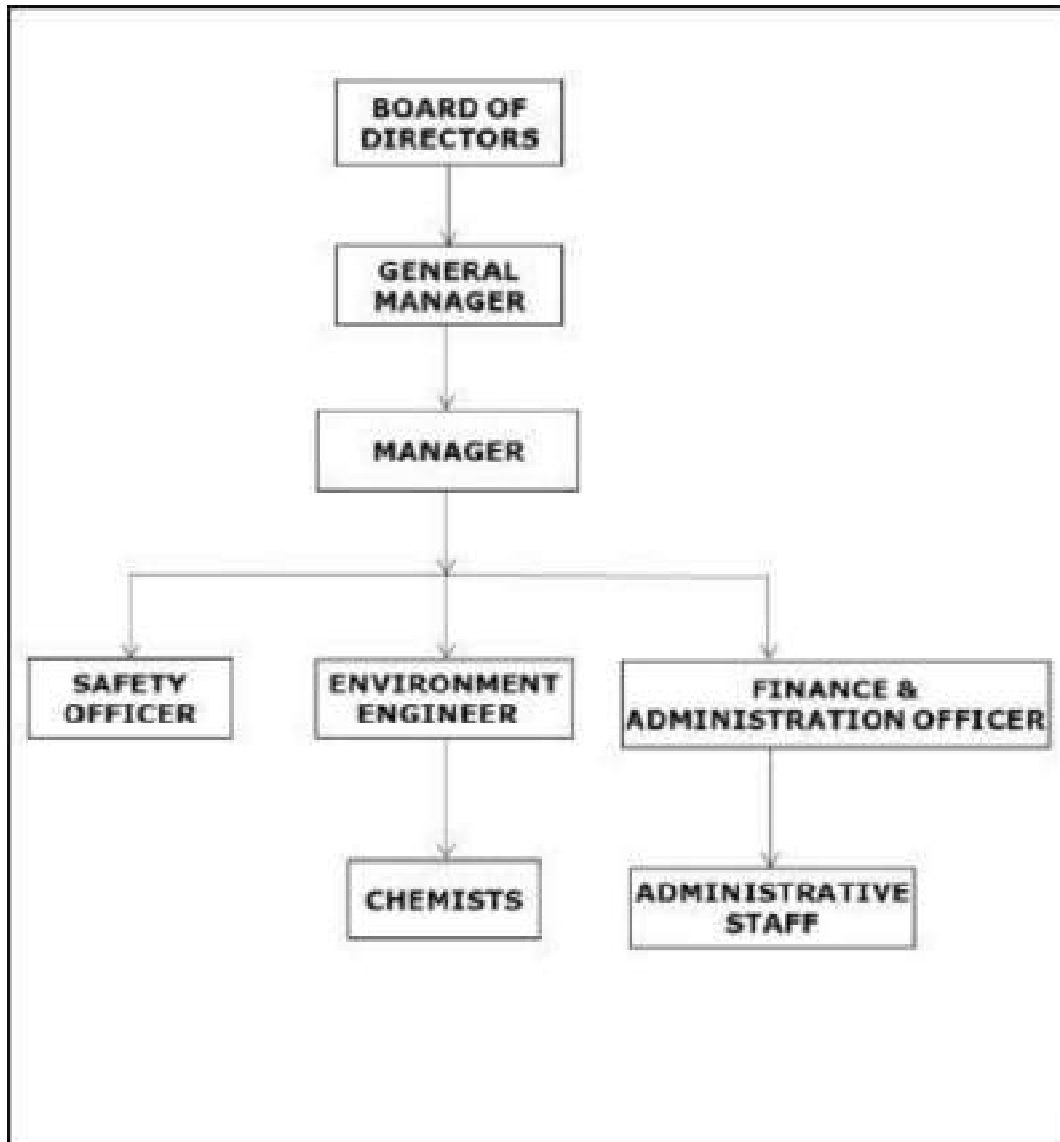 BOARD OF
DIRECTORS
GENERAL
MANAGER
MANAGER
SAFETY
OFFICER
ENVIRONMENT
ENGINEER
FINANCE &
ADMINISTRATION OFFICER
CHEMISTS
ADMINISTRATIVE
STAFF